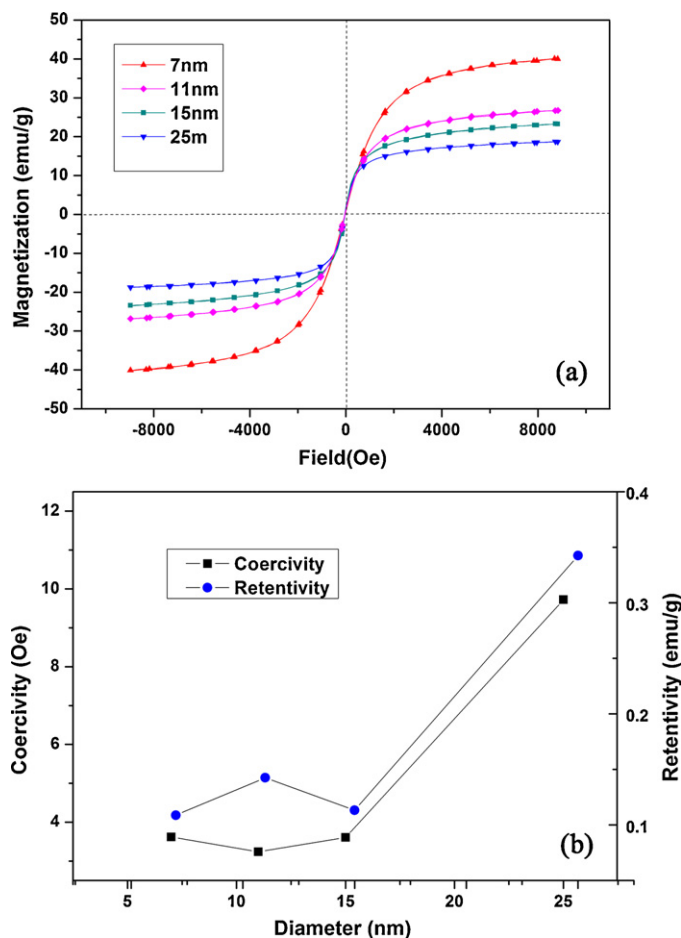 50
40
30
20
10
0
-10
-20
-30
-40
-50
Magnetization (emu/g)
7nm
11nm
15nm
25m
(a)
-8000 -4000 0 4000 8000
Field(Oe)
12
10
8
6
4
Coercivity (Oe)
Coercivity
Retentivity
0.4
0.3
0.2
0.1
Retentivity (emu/g)
(b)
5 10 15 20 25
Diameter (nm)